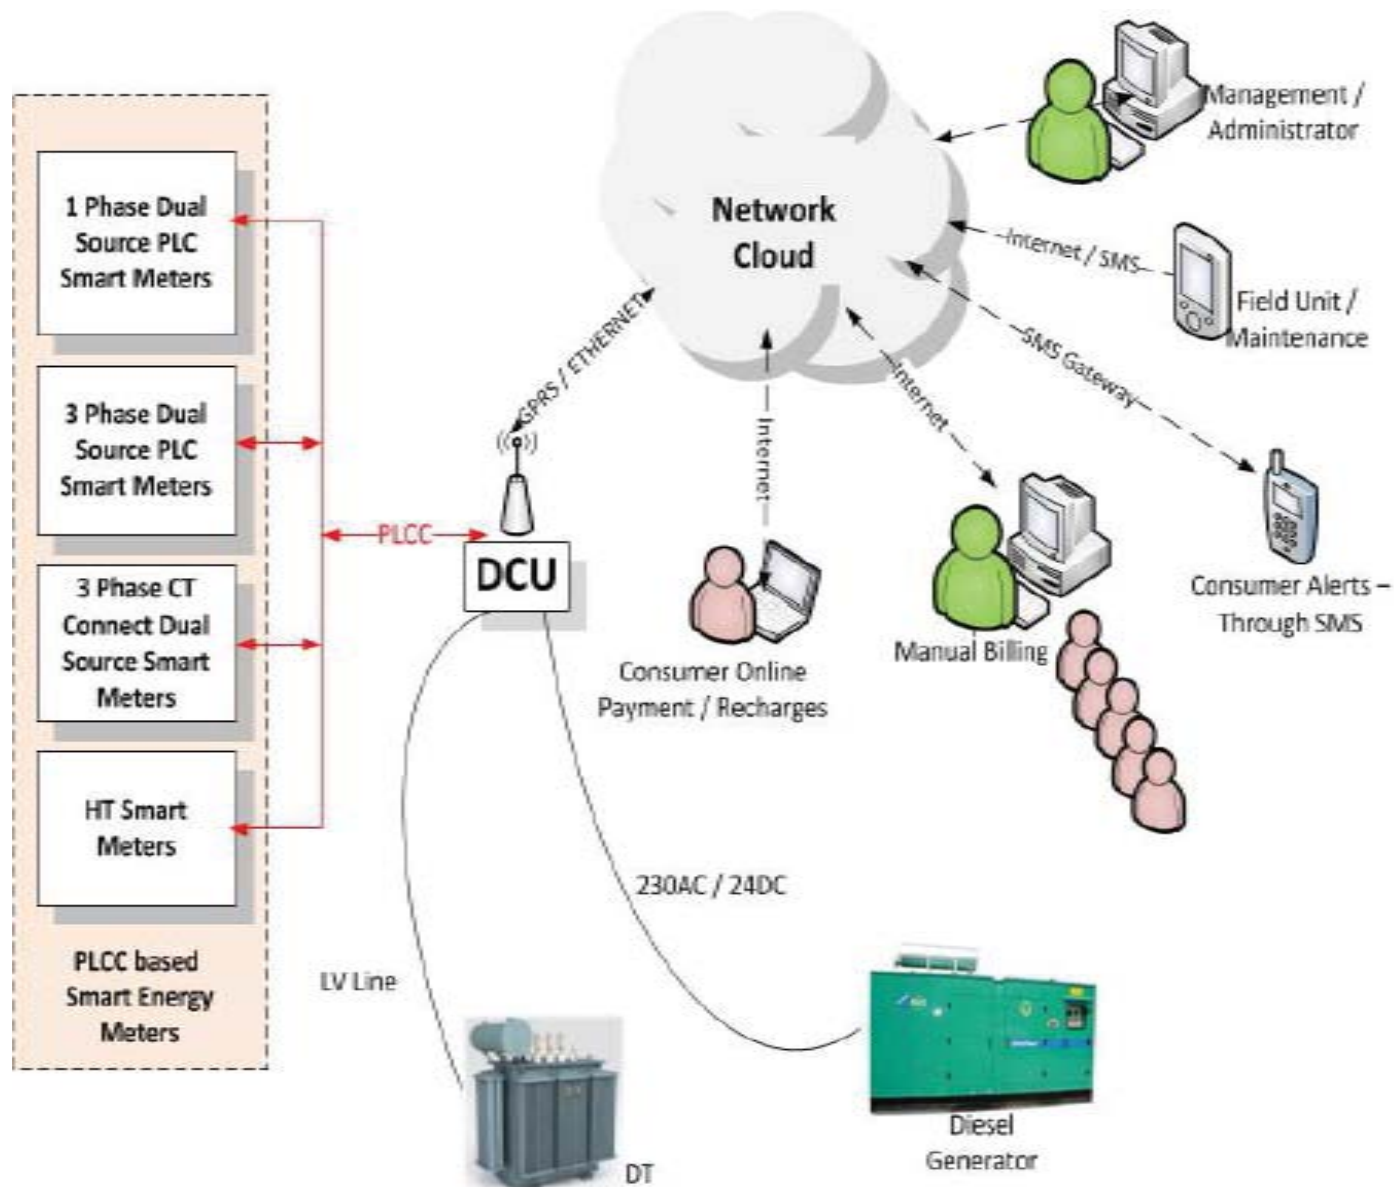 1 Phase Dual
Source PLC
Smart Meters
3 Phase Dual
Source PLC
Smart Meters
3 Phase CT
Connect Dual
Source Smart
Meters
HT Smart
Meters
PLCC based
Smart Energy
Meters
PLCC
DCU
GPRS / ETHERNET
Network
Cloud
Management /
Administrator
Internet / SMS
Field Unit /
Maintenance
SMS Gateway
Consumer Alerts –
Through SMS
Internet
Manual Billing
Internet
Consumer Online
Payment / Recharges
230AC / 24DC
LV Line
DT
Diesel
Generator